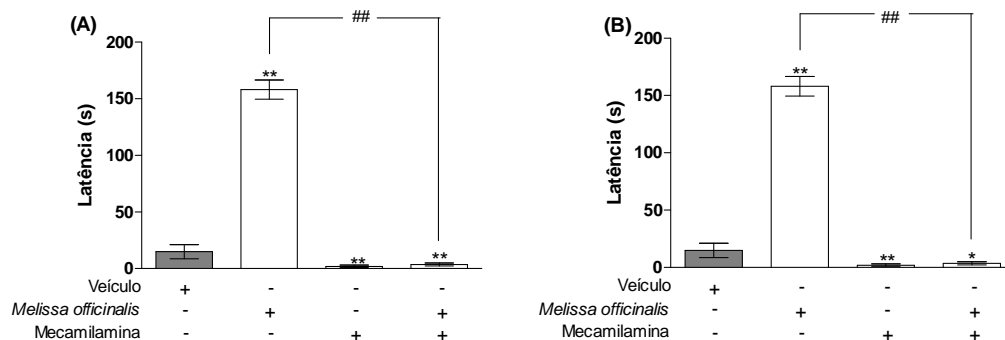 (A)
##
200
150
100
50
0
Latência (s)
** ** **
Veículo + - - -
Melissa officinalis - + - +
Mecamilamina - - + +
(B)
##
200
150
100
50
0
Latência (s)
** ** *
Veículo + - - -
Melissa officinalis - + - +
Mecamilamina - - + +